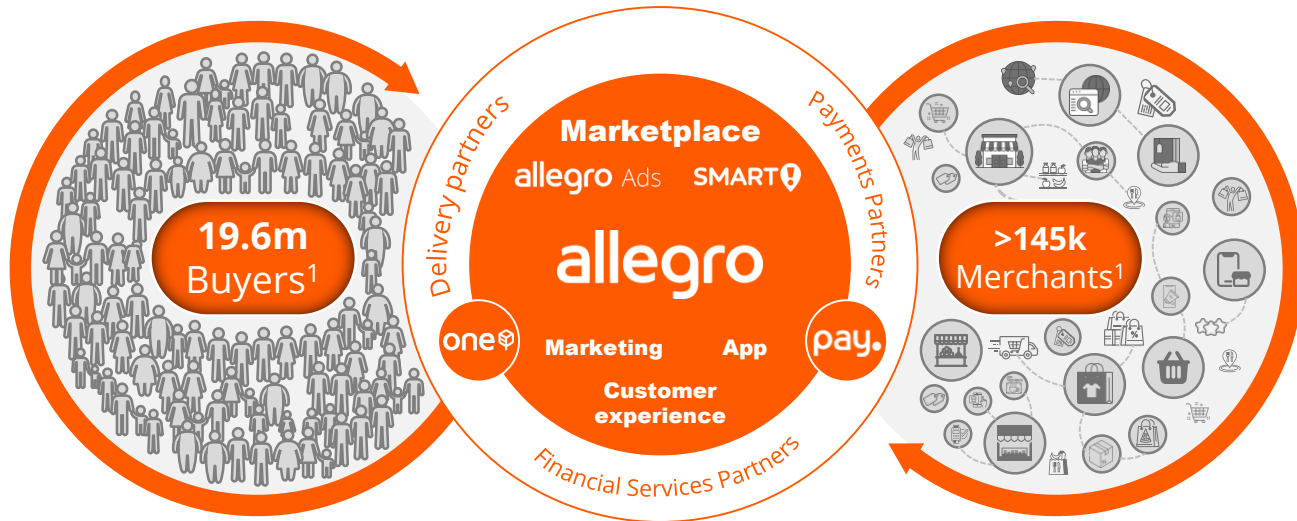 19.6m
Buyers¹
Delivery partners
Payments Partners
Marketplace
allegro Ads
SMART!
allegro
one
pay.
Marketing
App
Customer
experience
Financial Services Partners
>145k
Merchants¹
%